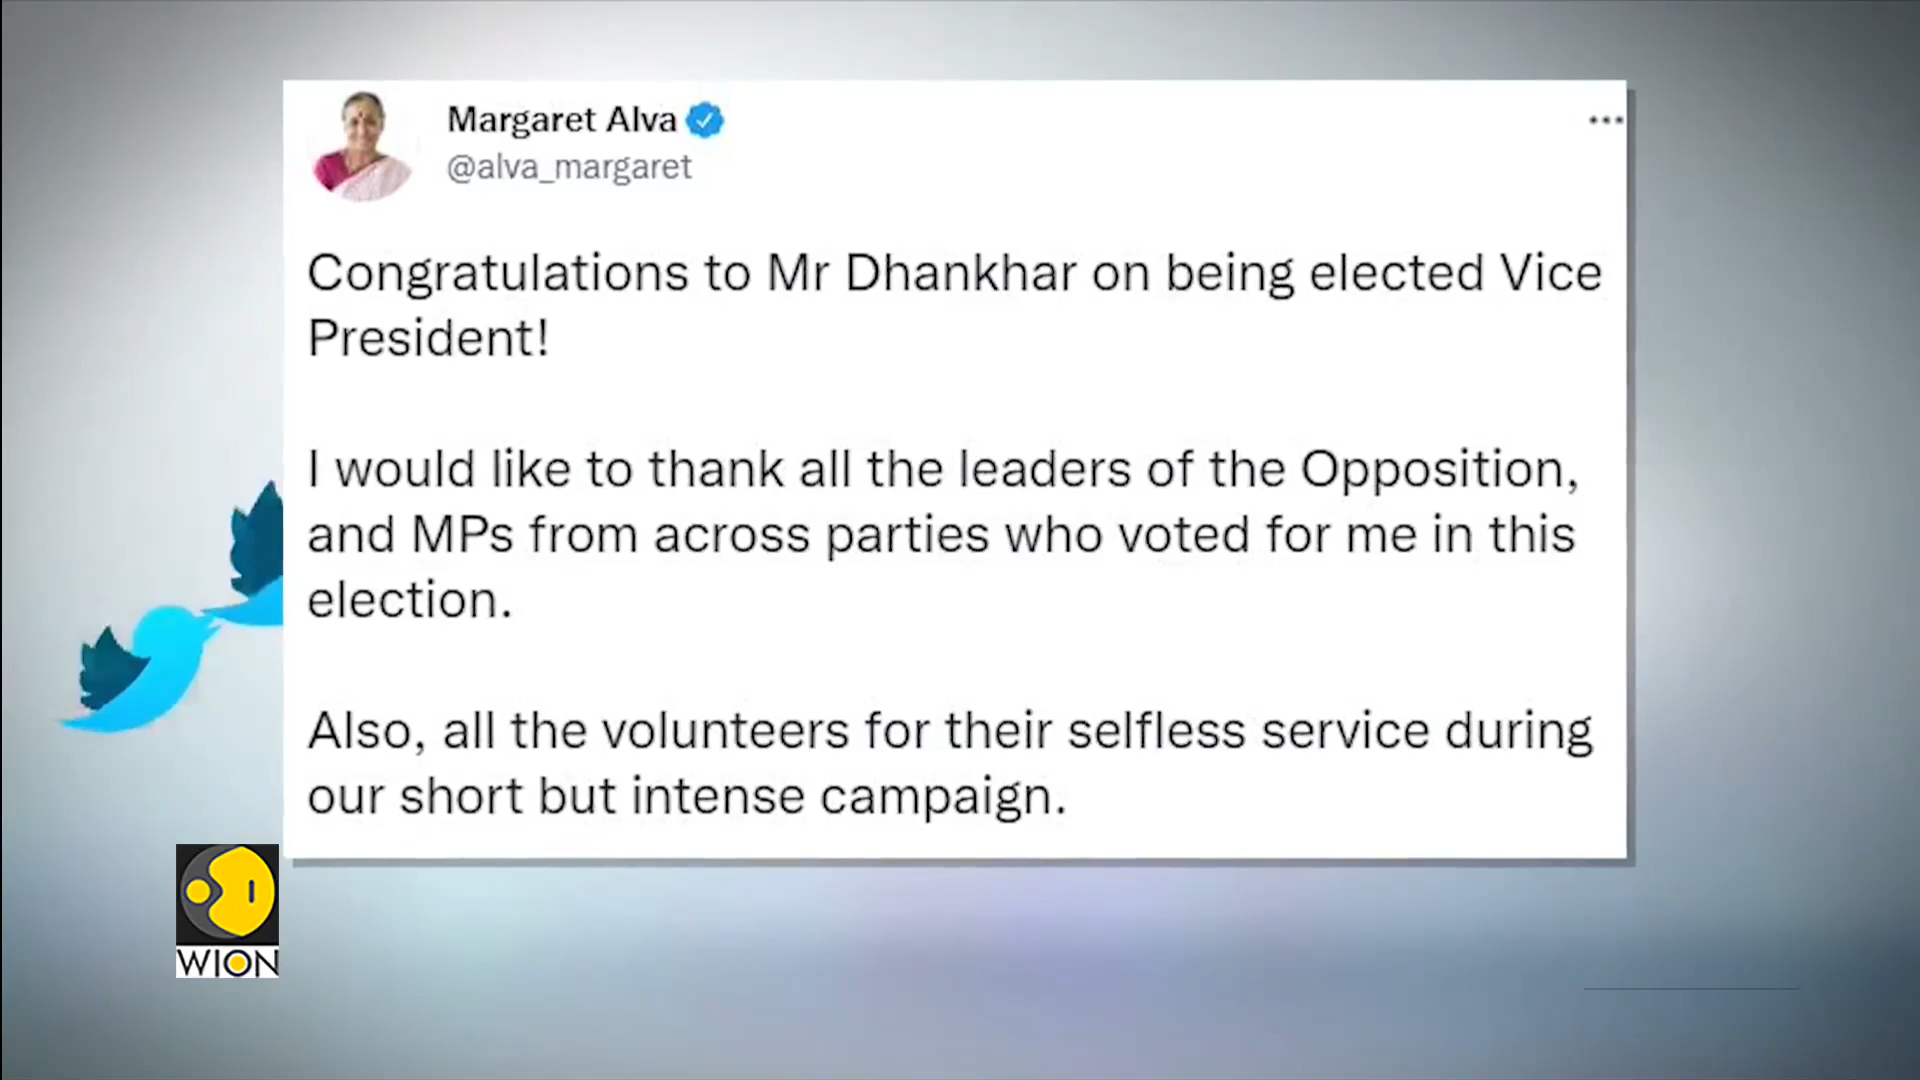 Margaret Alva
@alva_margaret
Congratulations to Mr Dhankhar on being elected Vice
President!
I would like to thank all the leaders of the Opposition,
and MPs from across parties who voted for me in this
election.
Also, all the volunteers for their selfless service during
our short but intense campaign.
WION